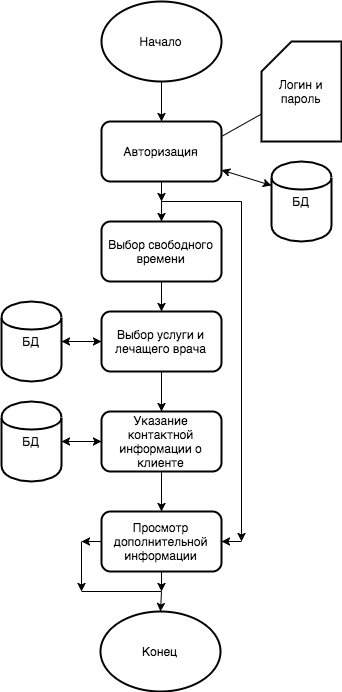 Начало
Логин и
пароль
Авторизация
БД
Выбор свободного
времени
БД
Выбор услуги и
лечащего врача
БД
Указание
контактной
информации о
клиенте
Просмотр
дополнительной
информации
Конец